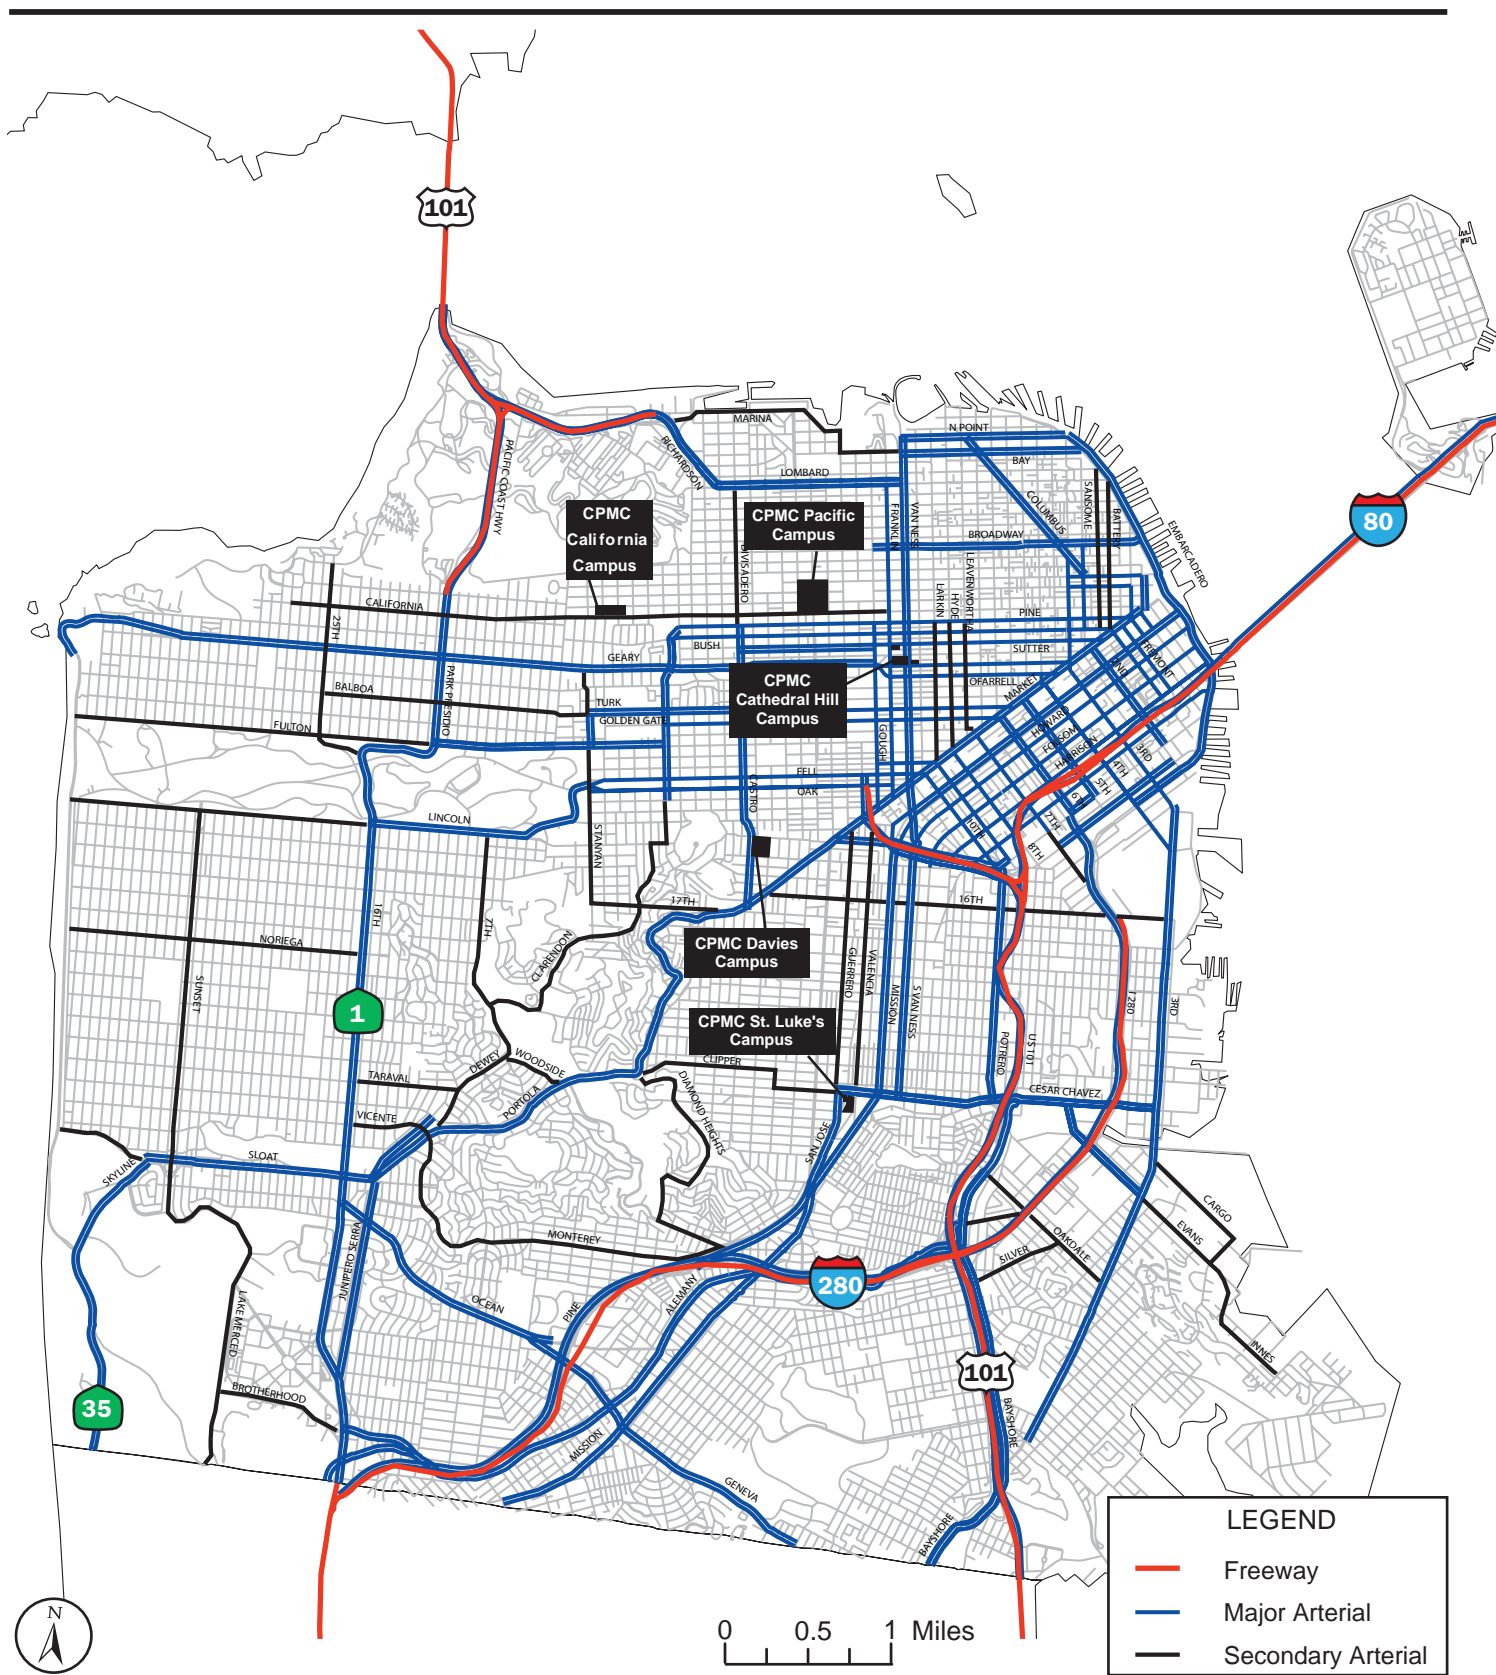 101
MARINA
N POINT
BAY
RICHARDSON
LOMBARD
PACIFIC COAST HWY
COLUMBUS
SANSOME
BATTERY
EMBARCADERO
80
CPMC
California
Campus
CPMC Pacific
Campus
DIVISADERO
FRANKLIN
VAN NESS
BROADWAY
LEAVENWORTH
LARKIN
HYDE
PINE
CALIFORNIA
25TH
BUSH
SUTTER
GEARY
CPMC
Cathedral Hill
Campus
OFARRELL
MARKET
2ND
FREMONT
PARK PRESIDIO
BALBOA
TURK
GOLDEN GATE
FULTON
GOUGH
HOWARD
FOLSOM
HARRISON
3RD
4TH
5TH
6TH
7TH
8TH
10TH
FELL
OAK
CASTRO
LINCOLN
STANYAN
17TH
16TH
16TH
7TH
NORIEGA
CLARENDON
SUNSET
CPMC Davies
Campus
GUERRERO
VALENCIA
MISSION
S VAN NESS
I 280
3RD
1
CPMC St. Luke's
Campus
POTRERO
US 101
CLIPPER
CESAR CHAVEZ
DEWEY
WOODSIDE
TARAVAL
PORTOLA
DIAMOND HEIGHTS
VICENTE
SAN JOSE
SLOAT
SKYLINE
CARGO
EVANS
OAKDALE
SILVER
MONTEREY
JUNIPERO SERRA
280
ALEMANY
OCEAN
PINE
LAKE MERCED
INNES
101
BROTHERHOOD
35
BAYSHORE
MISSION
GENEVA
BAYSHORE
LEGEND
Freeway
Major Arterial
Secondary Arterial
N
0 0.5 1 Miles